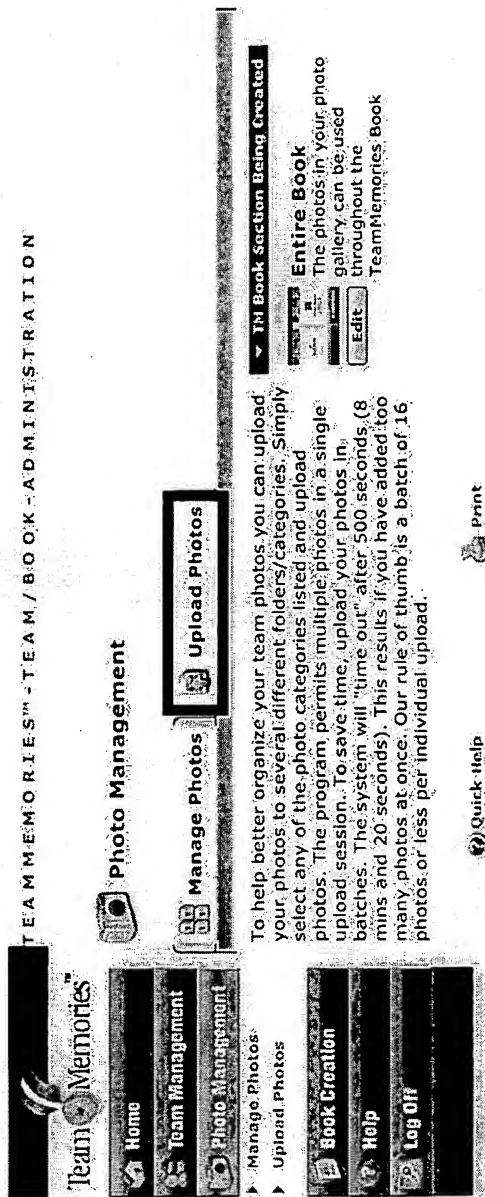 TEAMMEMORIES™-TEAM/BOOK-ADMINISTRATION
Team Memories™
Home
Team Management
Photo Management
Manage Photos
Upload Photos
Book Creation
Help
Log Off
Photo Management
Manage Photos
Upload Photos
To help better organize your team photos you can upload
your photos to several different folders/categories. Simply
select any of the photo categories listed and upload
photos. The program permits multiple photos in a single
upload session. To save time, upload your photos in
batches. The system will "time out" after 500 seconds (8
mins and 20 seconds). This results if you have added too
many photos at once. Our rule of thumb is a batch of 16
photos or less per individual upload.
Quick Help
Print
TM Book Section Being Created
Entire Book
The photos in your photo
gallery can be used
throughout the
TeamMemories Book
Edit